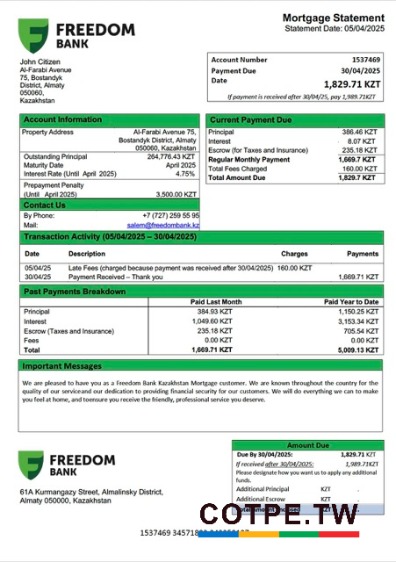 FREEDOM
BANK
Mortgage Statement
Statement Date: 05/04/2025
John Citizen
Al-Farabi Avenue
75, Bostandyk
District, Almaty
050060,
Kazakhstan
Account Number 1537469
Payment Due 30/04/2025
Date
1,829.71 KZT
If payment is received after 30/04/25, pay 1,989.71KZT
Account Information
Property Address Al-Farabi Avenue 75,
Bostandyk District, Almaty
050060, Kazakhstan
Outstanding Principal 264,776.43 KZT
Maturity Date April 2025
Interest Rate (Until April 2025) 4.75%
Prepayment Penalty
(Until April 2025) 3,500.00 KZT
Contact Us
By Phone: +7 (727) 259 55 95
Mail: salem@freedombank.kz
Current Payment Due
Principal 386.46 KZT
Interest 8.07 KZT
Escrow (for Taxes and Insurance) 235.18 KZT
Regular Monthly Payment 1,669.7 KZT
Total Fees Charged 160.00 KZT
Total Amount Due 1,829.7 KZT
Transaction Activity (05/04/2025 – 30/04/2025)
Date Description Charges Payments
05/04/25 Late Fees (charged because payment was received after 30/04/2025) 160.00 KZT
30/04/25 Payment Received – Thank you 1,669.71 KZT
Past Payments Breakdown
Paid Last Month Paid Year to Date
Principal 384.93 KZT 1,150.25 KZT
Interest 1,049.60 KZT 3,153.34 KZT
Escrow (Taxes and Insurance) 235.18 KZT 705.54 KZT
Fees 0.00 KZT 0.00 KZT
Total 1,669.71 KZT 5,009.13 KZT
Important Messages
We are pleased to have you as a Freedom Bank Kazakhstan Mortgage customer. We are known throughout the country for the
quality of our serviceand our dedication to providing financial security for our customers. We will do everything we can to make
you feel at home, and toensure you receive the friendly, professional service you deserve.
FREEDOM
BANK
61A Kurmangazy Street, Almalinsky District,
Almaty 050000, Kazakhstan
Amount Due
Due By 30/04/2025: 1,829.71 KZT
If received after 30/04/2025: 1,989.71KZT
Please designate how you want us to apply any additional
funds.
Additional Principal KZT .
Additional Escrow KZT .
COTPE.TW
1537469 34571